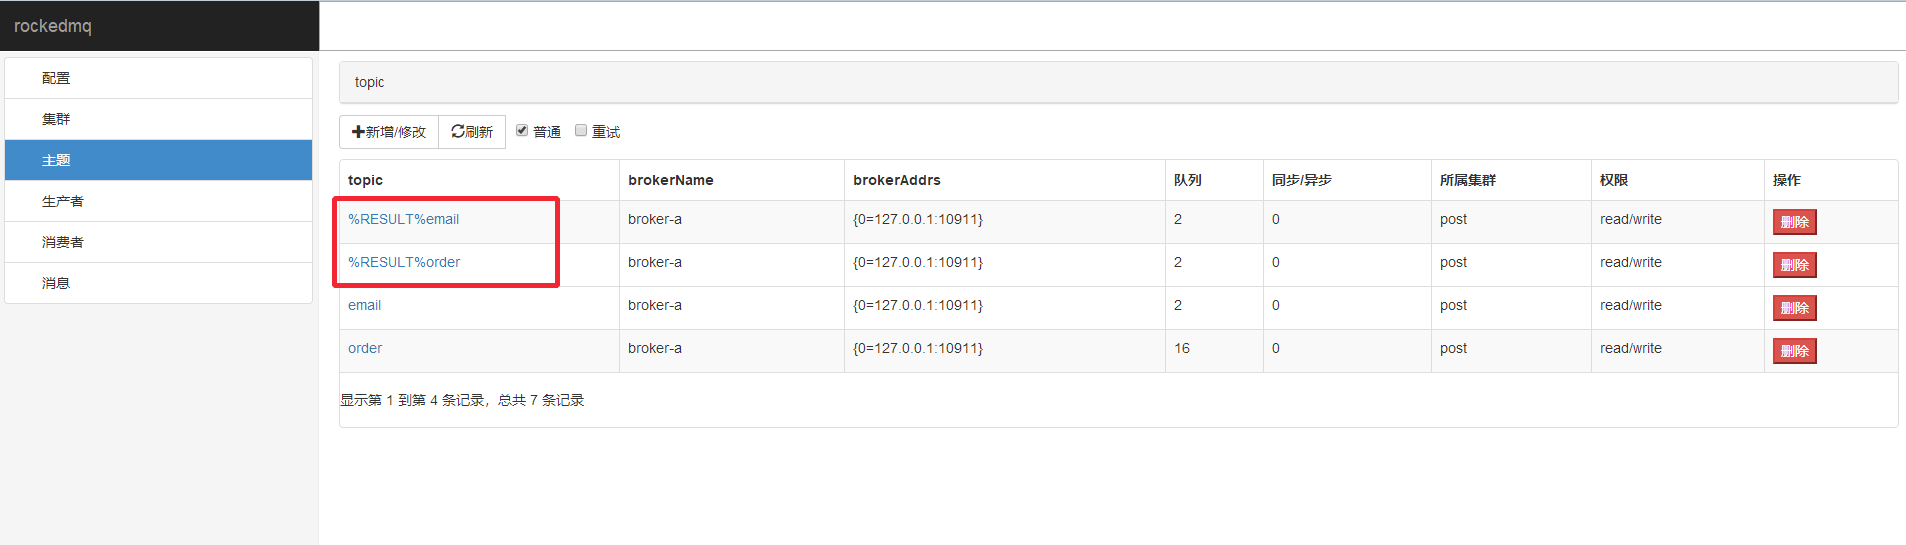 rockedmq
配置
集群
主题
生产者
消费者
消息
topic
新增/修改 刷新 普通 重试
topic brokerName brokerAddrs 队列 同步/异步 所属集群 权限 操作
%RESULT%email broker-a {0=127.0.0.1:10911} 2 0 post read/write 删除
%RESULT%order broker-a {0=127.0.0.1:10911} 2 0 post read/write 删除
email broker-a {0=127.0.0.1:10911} 2 0 post read/write 删除
order broker-a {0=127.0.0.1:10911} 16 0 post read/write 删除
显示第 1 到第 4 条记录，总共 7 条记录